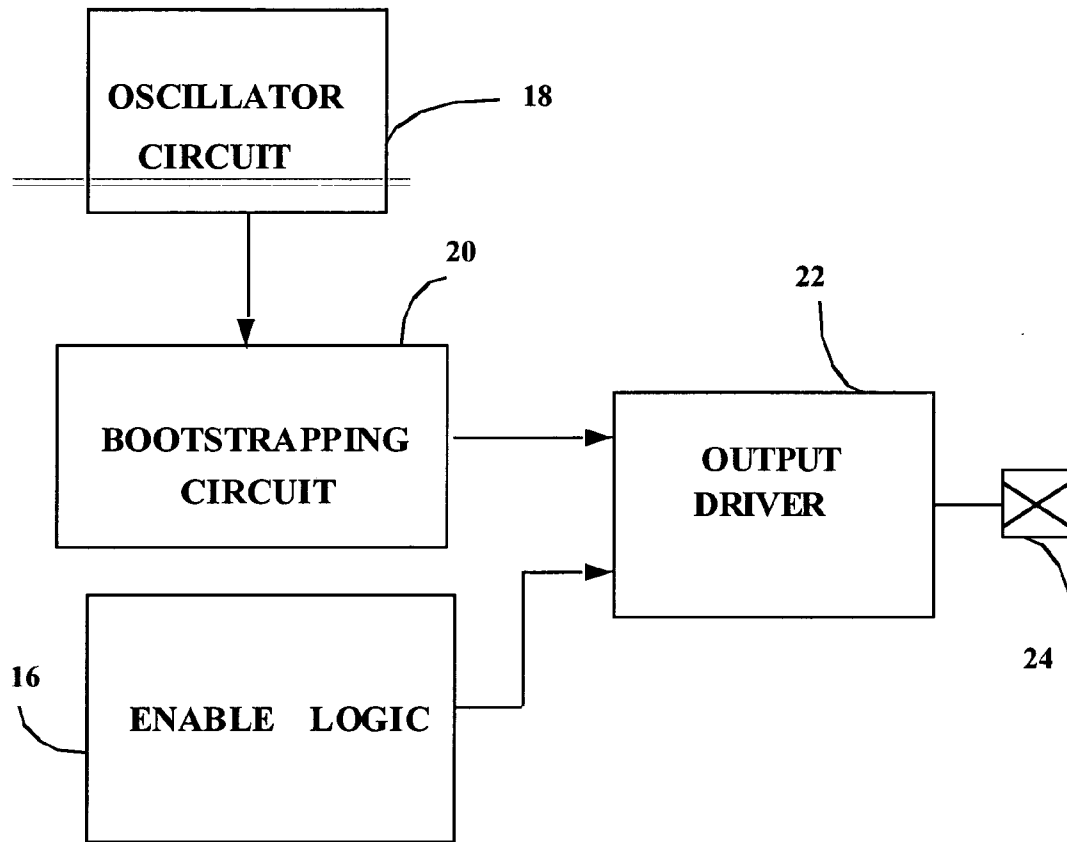 OSCILLATOR
CIRCUIT
18
20
22
BOOTSTRAPPING
CIRCUIT
OUTPUT
DRIVER
24
16
ENABLE LOGIC